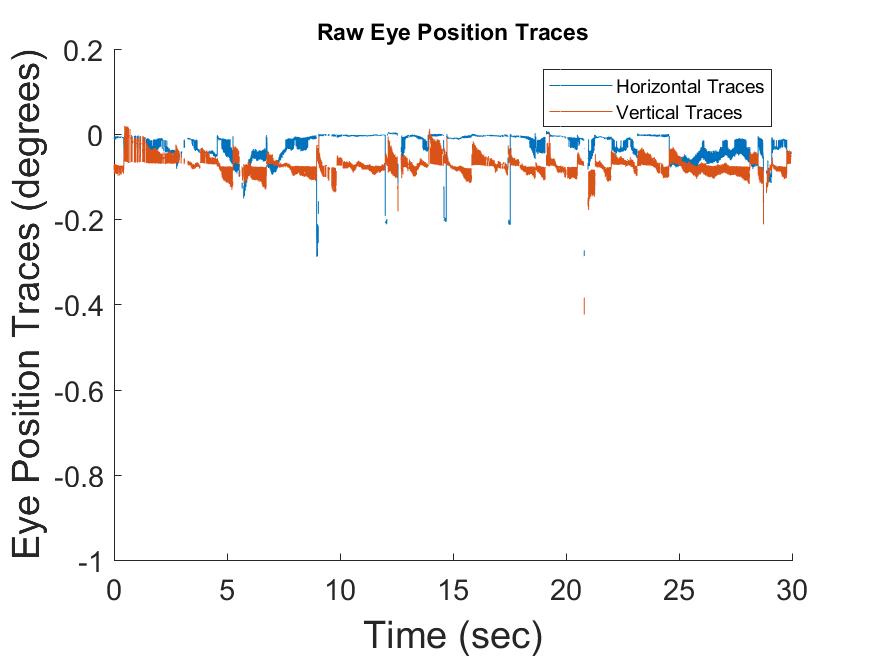 Raw Eye Position Traces
Horizontal Traces
Vertical Traces
Eye Position Traces (degrees)
0.2
0
-0.2
-0.4
-0.6
-0.8
-1
0 5 10 15 20 25 30
Time (sec)